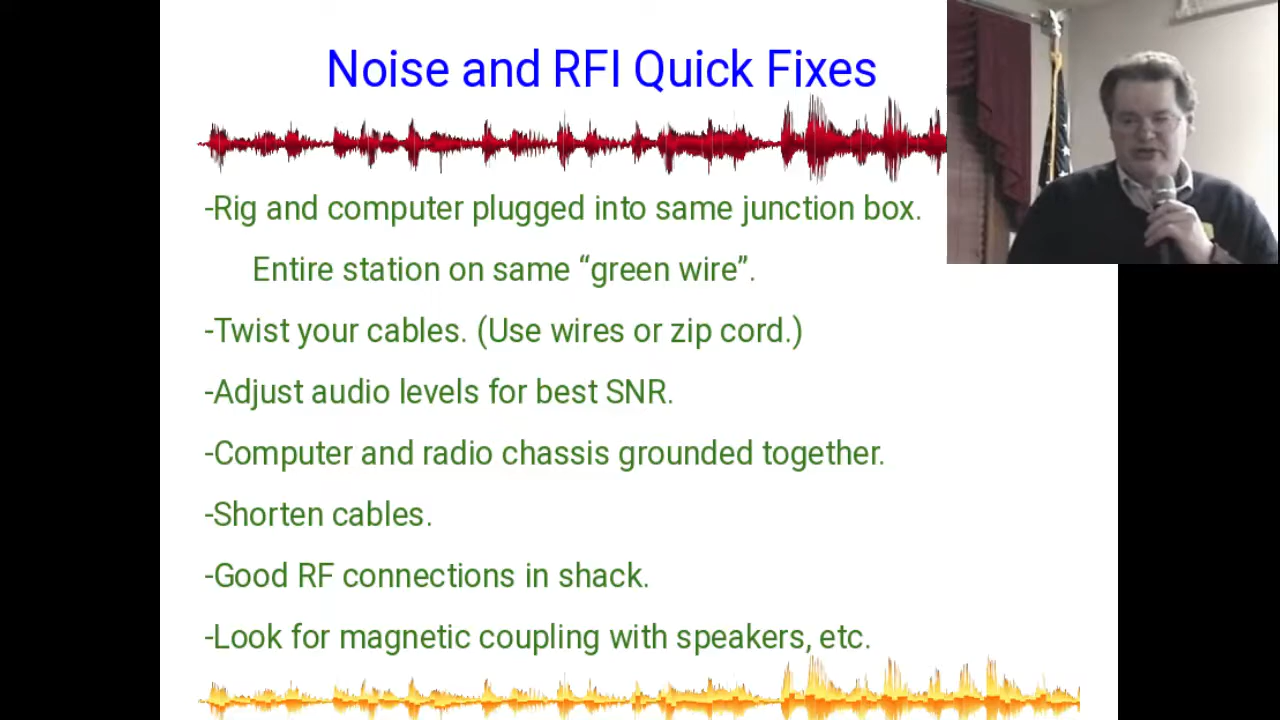 Noise and RFI Quick Fixes
-Rig and computer plugged into same junction box.
Entire station on same “green wire”.
-Twist your cables. (Use wires or zip cord.)
-Adjust audio levels for best SNR.
-Computer and radio chassis grounded together.
-Shorten cables.
-Good RF connections in shack.
-Look for magnetic coupling with speakers, etc.